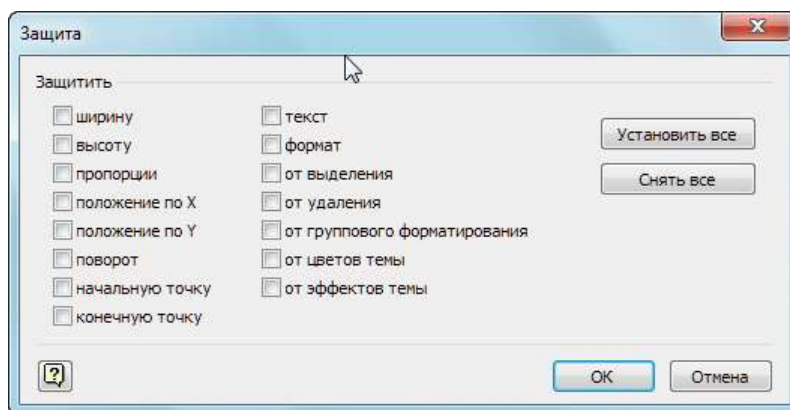 Защита
Защитить
ширину
высоту
пропорции
положение по X
положение по Y
поворот
начальную точку
конечную точку
текст
формат
от выделения
от удаления
от группового форматирования
от цветов темы
от эффектов темы
Установить все
Снять все
?
OK
Отмена